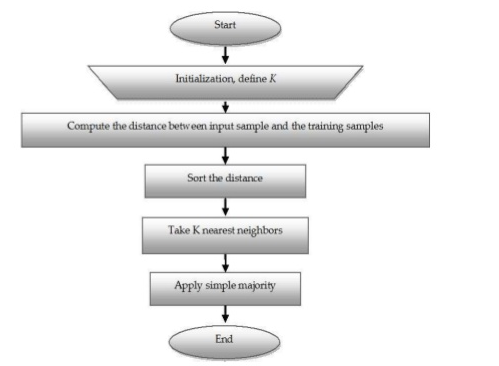 Start
Initialization, define K
Compute the distance between input sample and the training samples
Sort the distance
Take K nearest neighbors
Apply simple majority
End